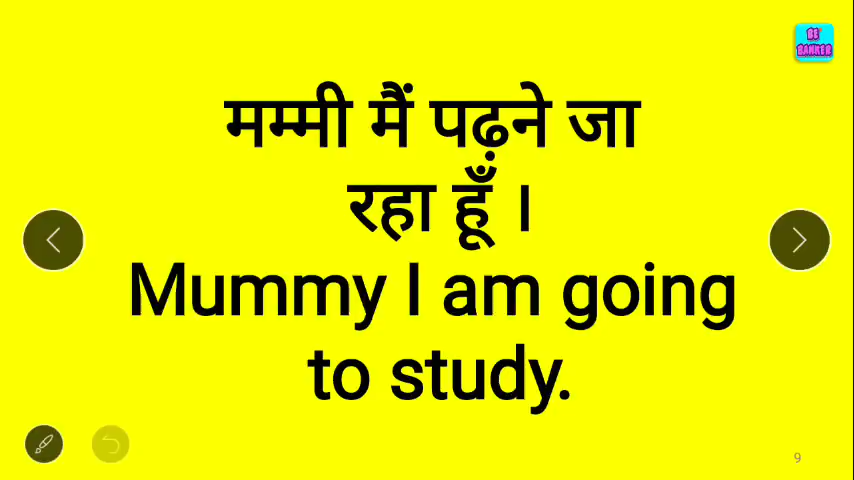 BE
BANKER
मम्मी मैं पढ़ने जा
रहा हूँ ।
Mummy I am going
to study.
9